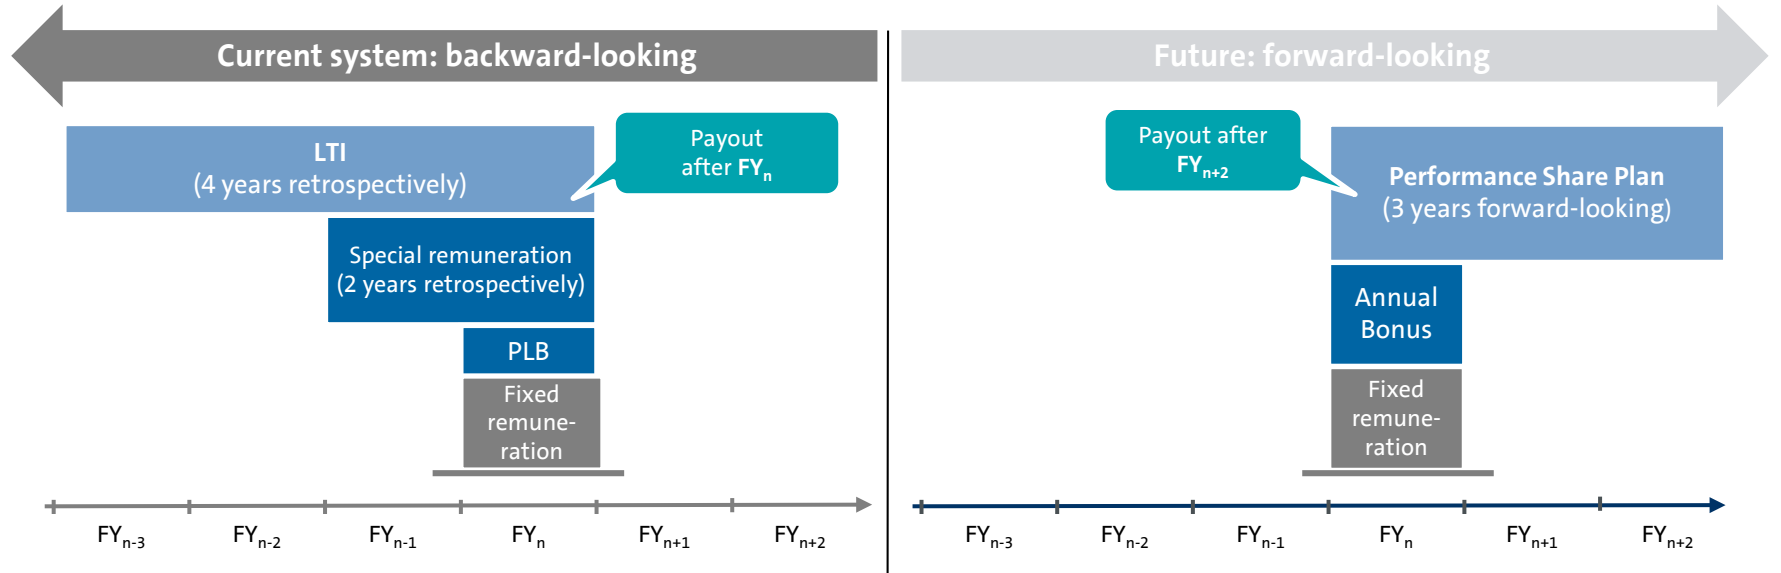 Current system: backward-looking
LTI
(4 years retrospectively)
Payout
after FYn
Special remuneration
(2 years retrospectively)
PLB
Fixed
remune-
ration
FYn-3 FYn-2 FYn-1 FYn FYn+1 FYn+2
Future: forward-looking
Payout after
FYn+2
Performance Share Plan
(3 years forward-looking)
Annual
Bonus
Fixed
remune-
ration
FYn-3 FYn-2 FYn-1 FYn FYn+1 FYn+2